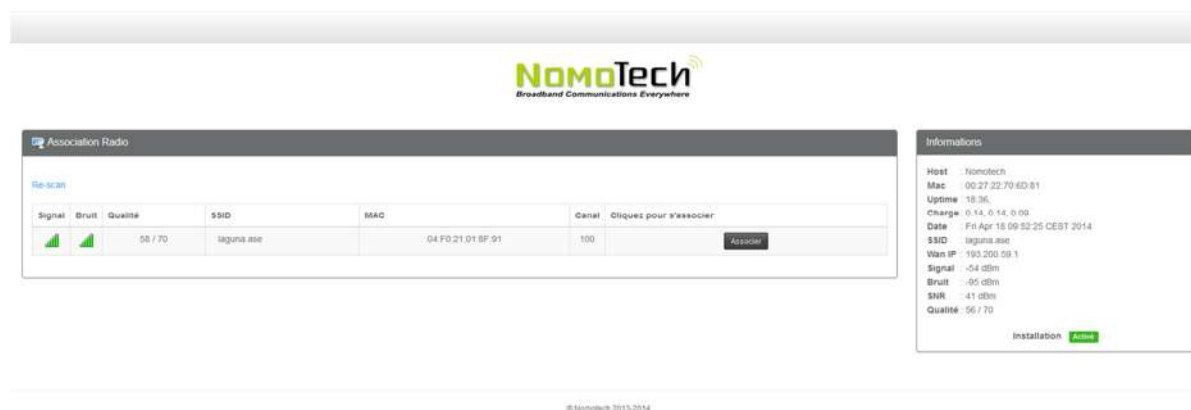 NomoTech
Broadband Communications Everywhere
Association Radio
Re-scan
Signal Bruit Qualité SSID MAC Canal Cliquez pour s'associer
58 / 70 laguna.ase 04:F0:21:01:8F:91 100 Associer
Informations
Host : Nomotech
Mac : 00:27:22:70:6D:81
Uptime : 18:36,
Charge : 0.14, 0.14, 0.09
Date : Fri Apr 18 09:52:25 CEST 2014
SSID : laguna.ase
Wan IP : 193.200.59.1
Signal : -54 dBm
Bruit : -95 dBm
SNR : 41 dBm
Qualité : 56 / 70
Installation Activé
© Nomotech 2013-2014